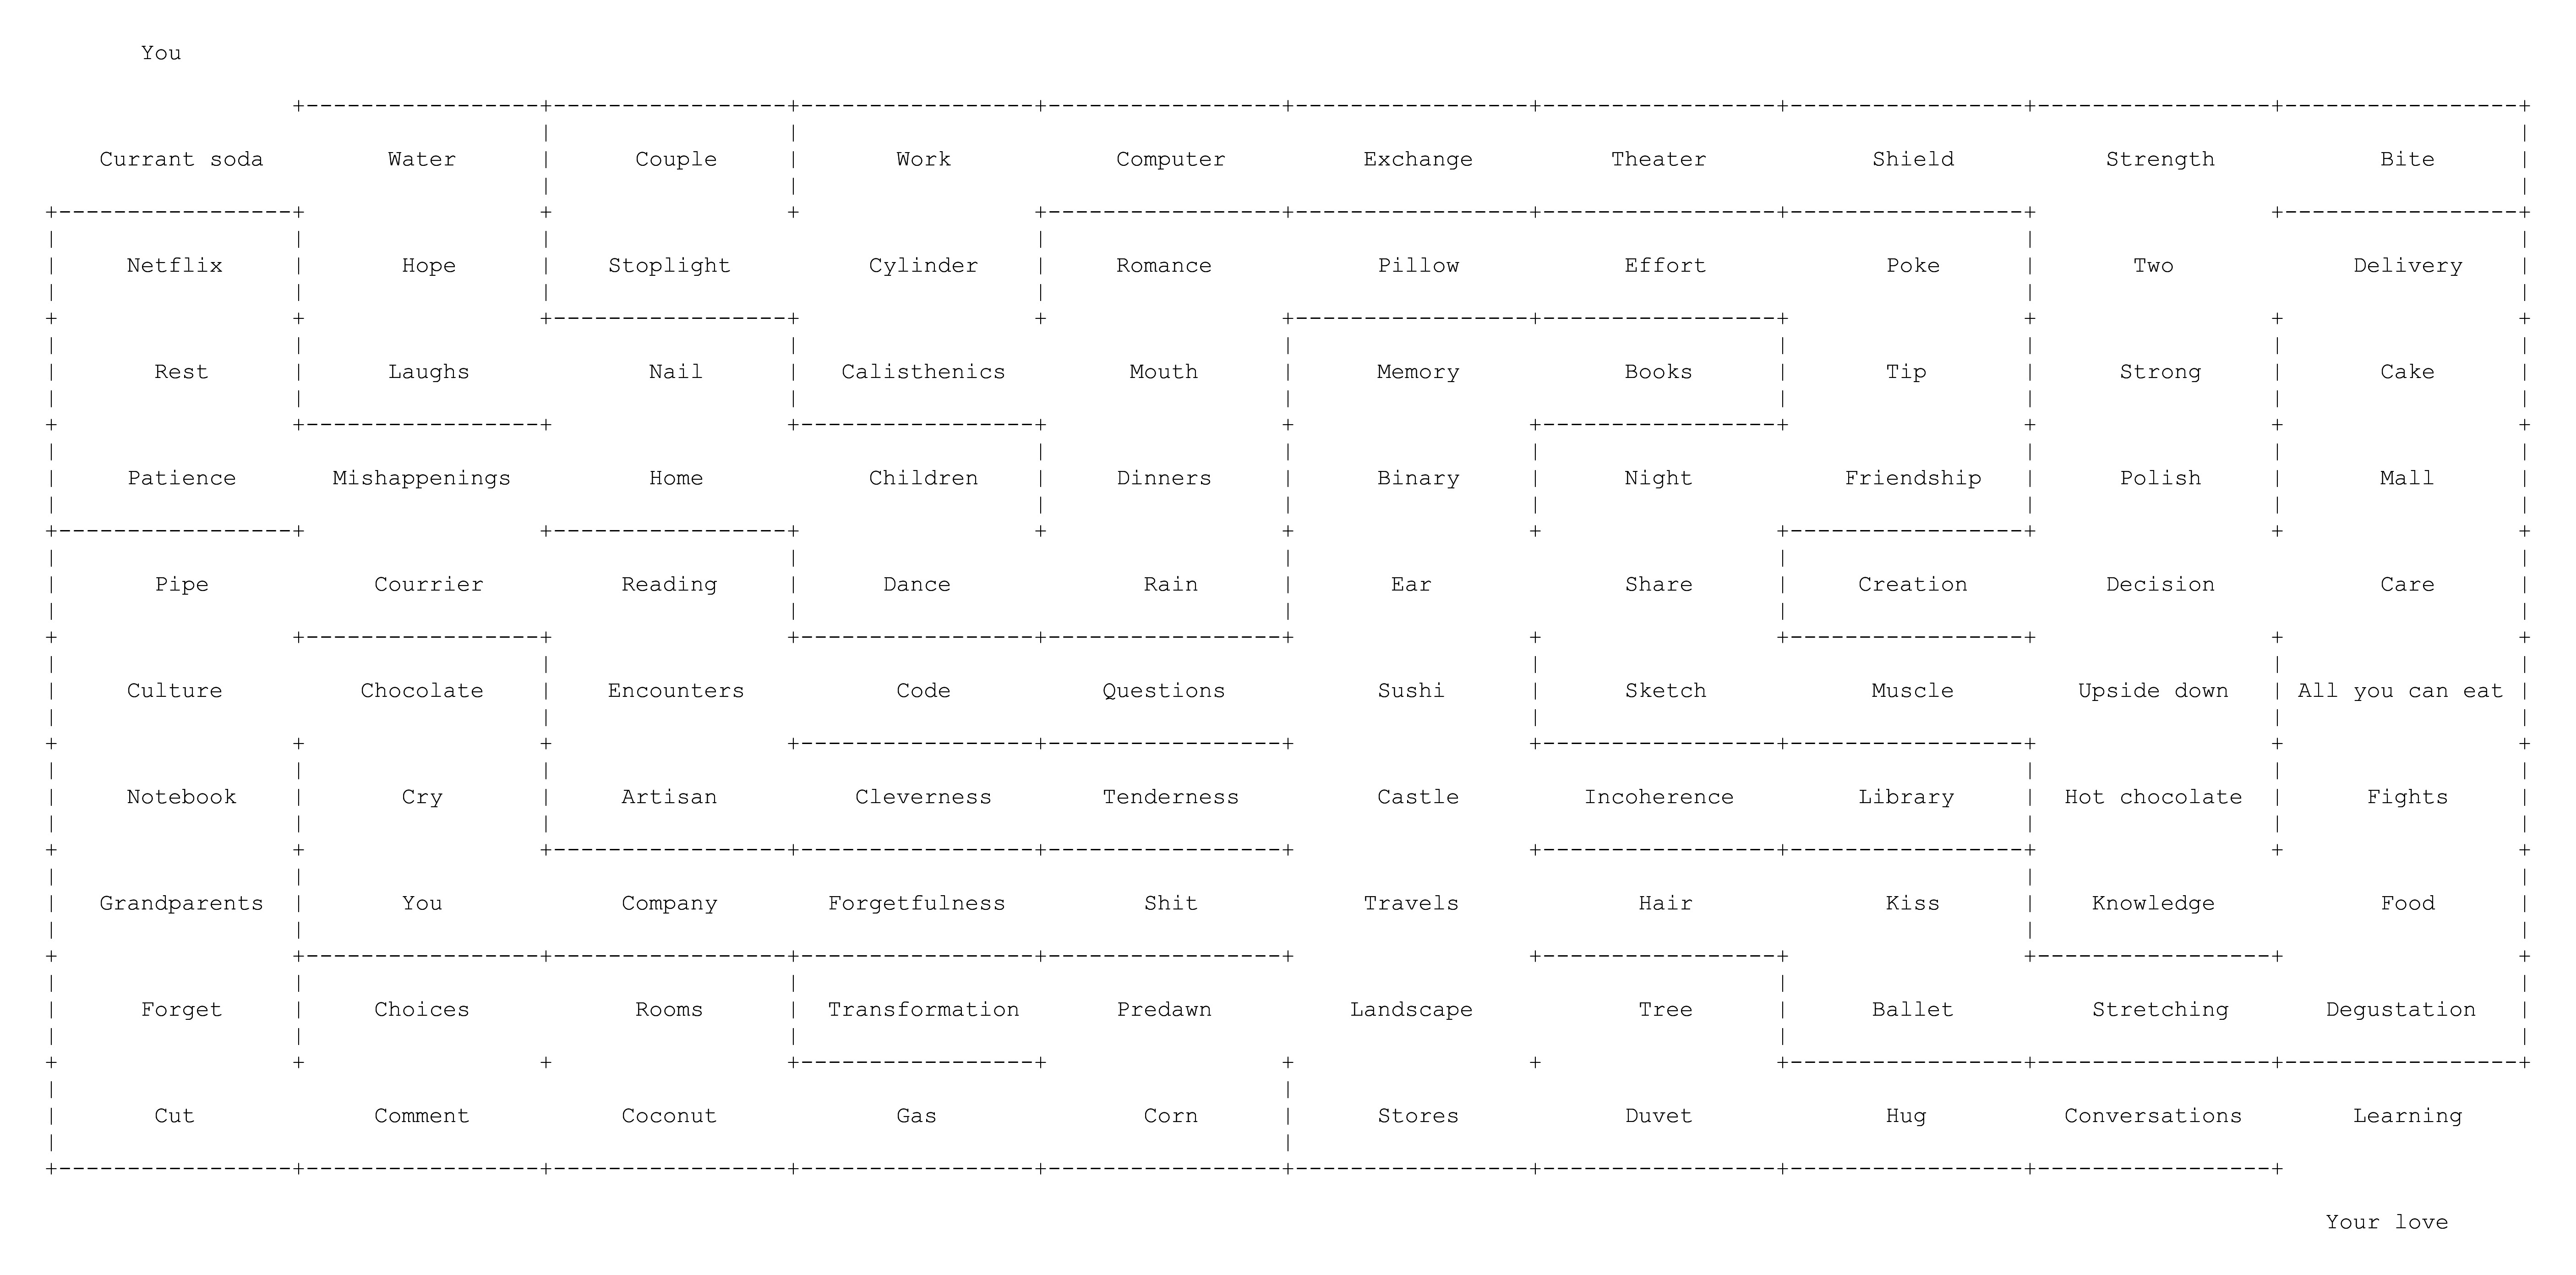 You
Currant soda Water Couple Work Computer Exchange Theater Shield Strength Bite
Netflix Hope Stoplight Cylinder Romance Pillow Effort Poke Two Delivery
Rest Laughs Nail Calisthenics Mouth Memory Books Tip Strong Cake
Patience Mishappenings Home Children Dinners Binary Night Friendship Polish Mall
Pipe Courrier Reading Dance Rain Ear Share Creation Decision Care
Culture Chocolate Encounters Code Questions Sushi Sketch Muscle Upside down All you can eat
Notebook Cry Artisan Cleverness Tenderness Castle Incoherence Library Hot chocolate Fights
Grandparents You Company Forgetfulness Shit Travels Hair Kiss Knowledge Food
Forget Choices Rooms Transformation Predawn Landscape Tree Ballet Stretching Degustation
Cut Comment Coconut Gas Corn Stores Duvet Hug Conversations Learning
Your love